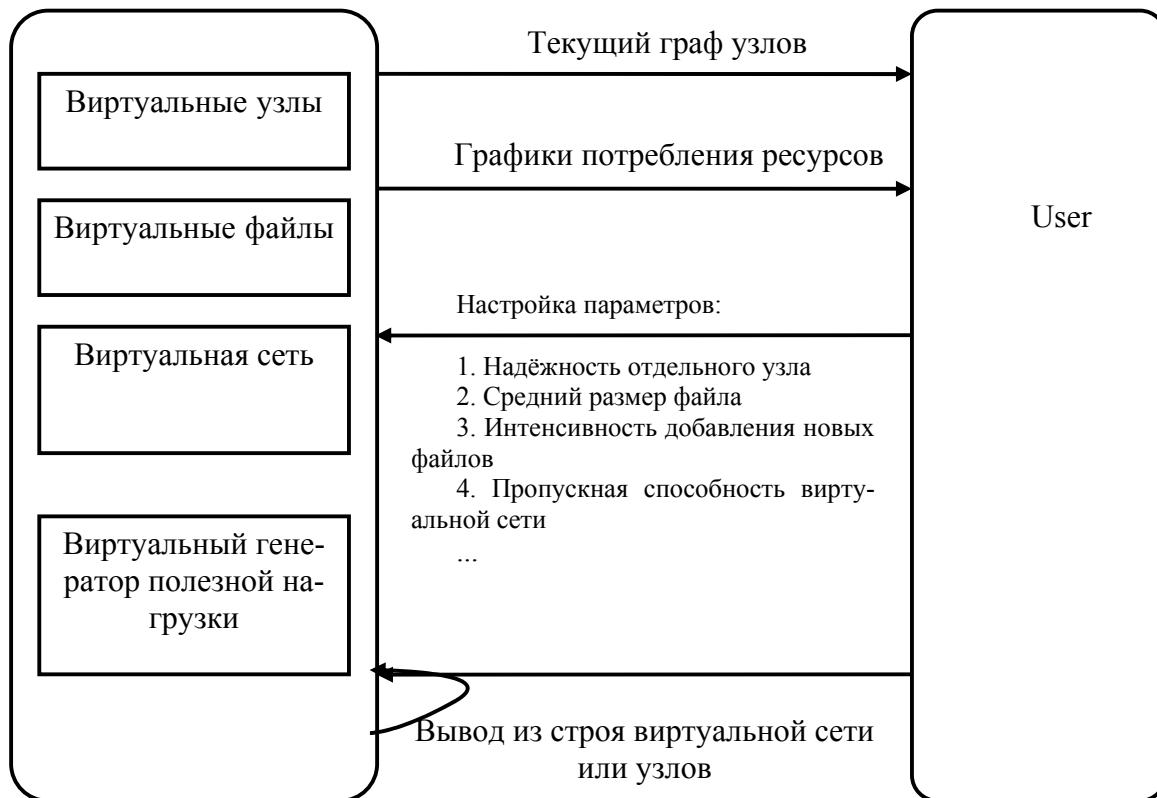 Текущий граф узлов
Виртуальные узлы
Графики потребления ресурсов
User
Виртуальные файлы
Настройка параметров:
Виртуальная сеть
1. Надёжность отдельного узла
2. Средний размер файла
3. Интенсивность добавления новых
файлов
4. Пропускная способность вирту-
альной сети
...
Виртуальный гене-
ратор полезной на-
грузки
Вывод из строя виртуальной сети
или узлов